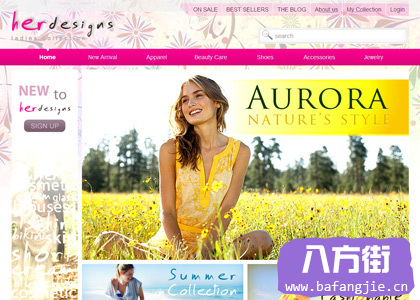 herdesigns
ladies collection
ON SALE BEST SELLERS THE BLOG About us My Collection Login
search
Home New Arrival Apparel Beauty Care Shoes Accessories Jewelry
NEW to
herdesigns
SIGN UP
AURORA
NATURE'S STYLE
Summer
Collection
八方街
www.bafangjie.cn